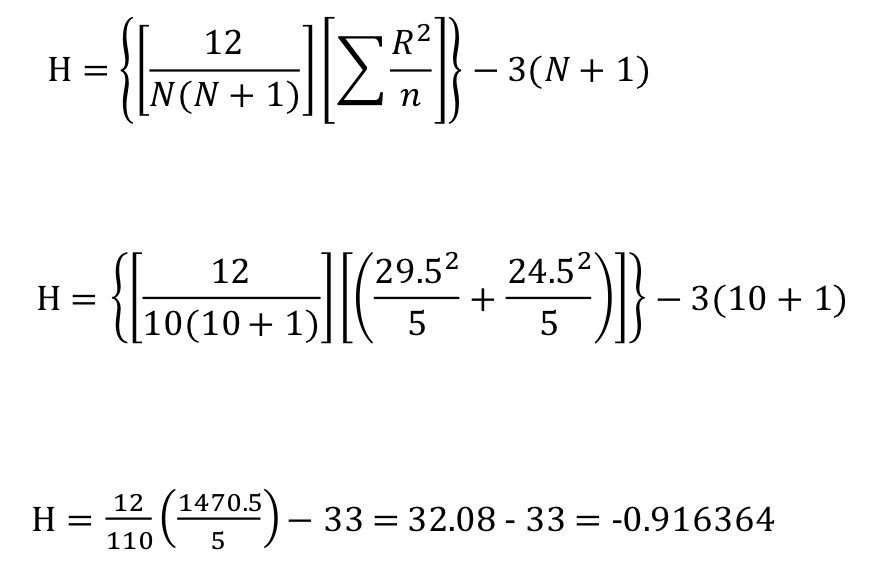 H = {[12/N(N + 1)][∑ R²/n]} − 3(N + 1)
H = {[12/10(10 + 1)][(29.5²/5 + 24.5²/5)]} − 3(10 + 1)
H = 12/110 (1470.5/5) − 33 = 32.08 - 33 = -0.916364